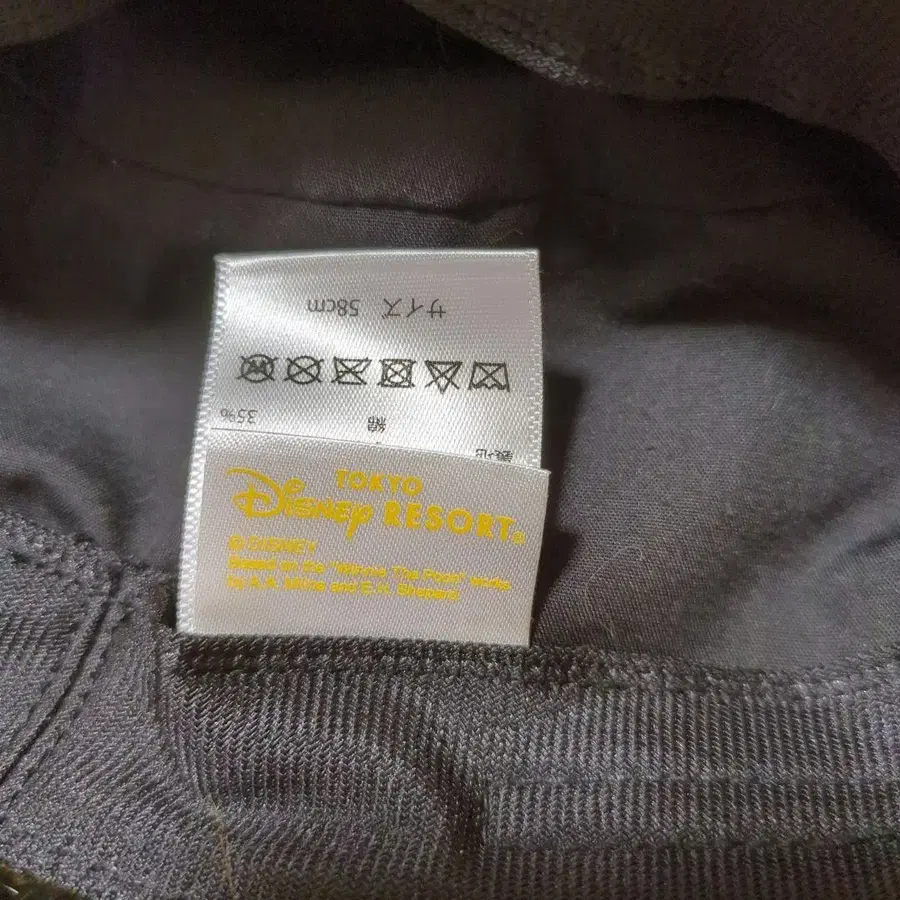 サイズ 58cm
綿 35%
TOKYO
Disney RESORT®
© DISNEY
Based on the "Winnie The Pooh" works
by A.A. Milne and E.H. Shepard